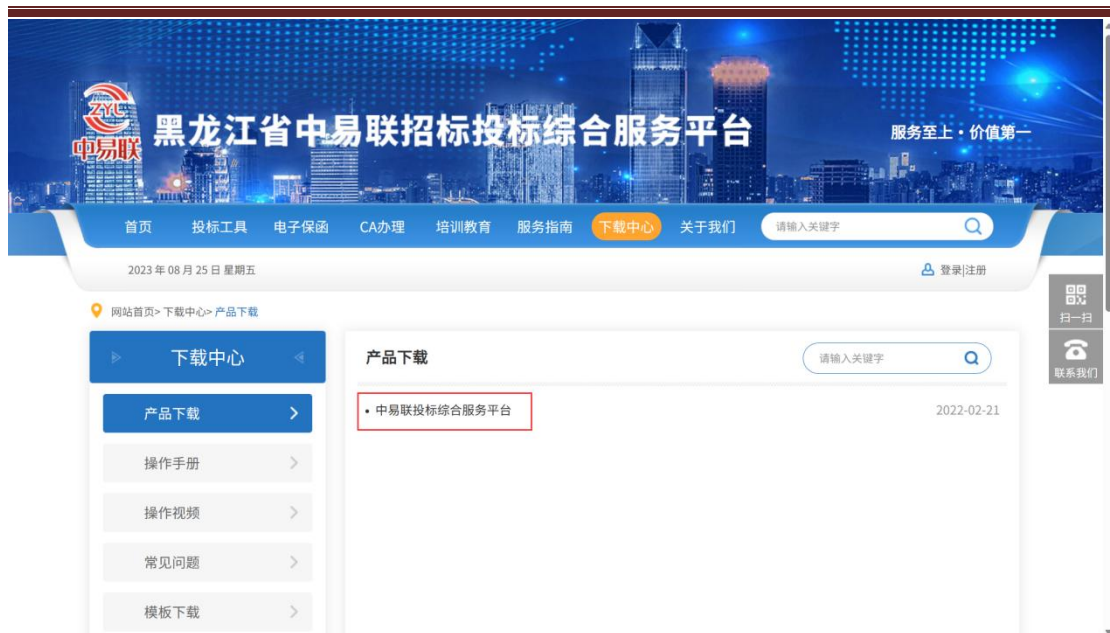 ZYL
中易联
黑龙江省中易联招标投标综合服务平台
服务至上·价值第一
首页 投标工具 电子保函 CA办理 培训教育 服务指南 下载中心 关于我们 请输入关键字
2023 年 08 月 25 日 星期五 登录|注册
网站首页> 下载中心> 产品下载
扫一扫
联系我们
下载中心
产品下载
操作手册
操作视频
常见问题
模板下载
产品下载 请输入关键字
• 中易联投标综合服务平台 2022-02-21